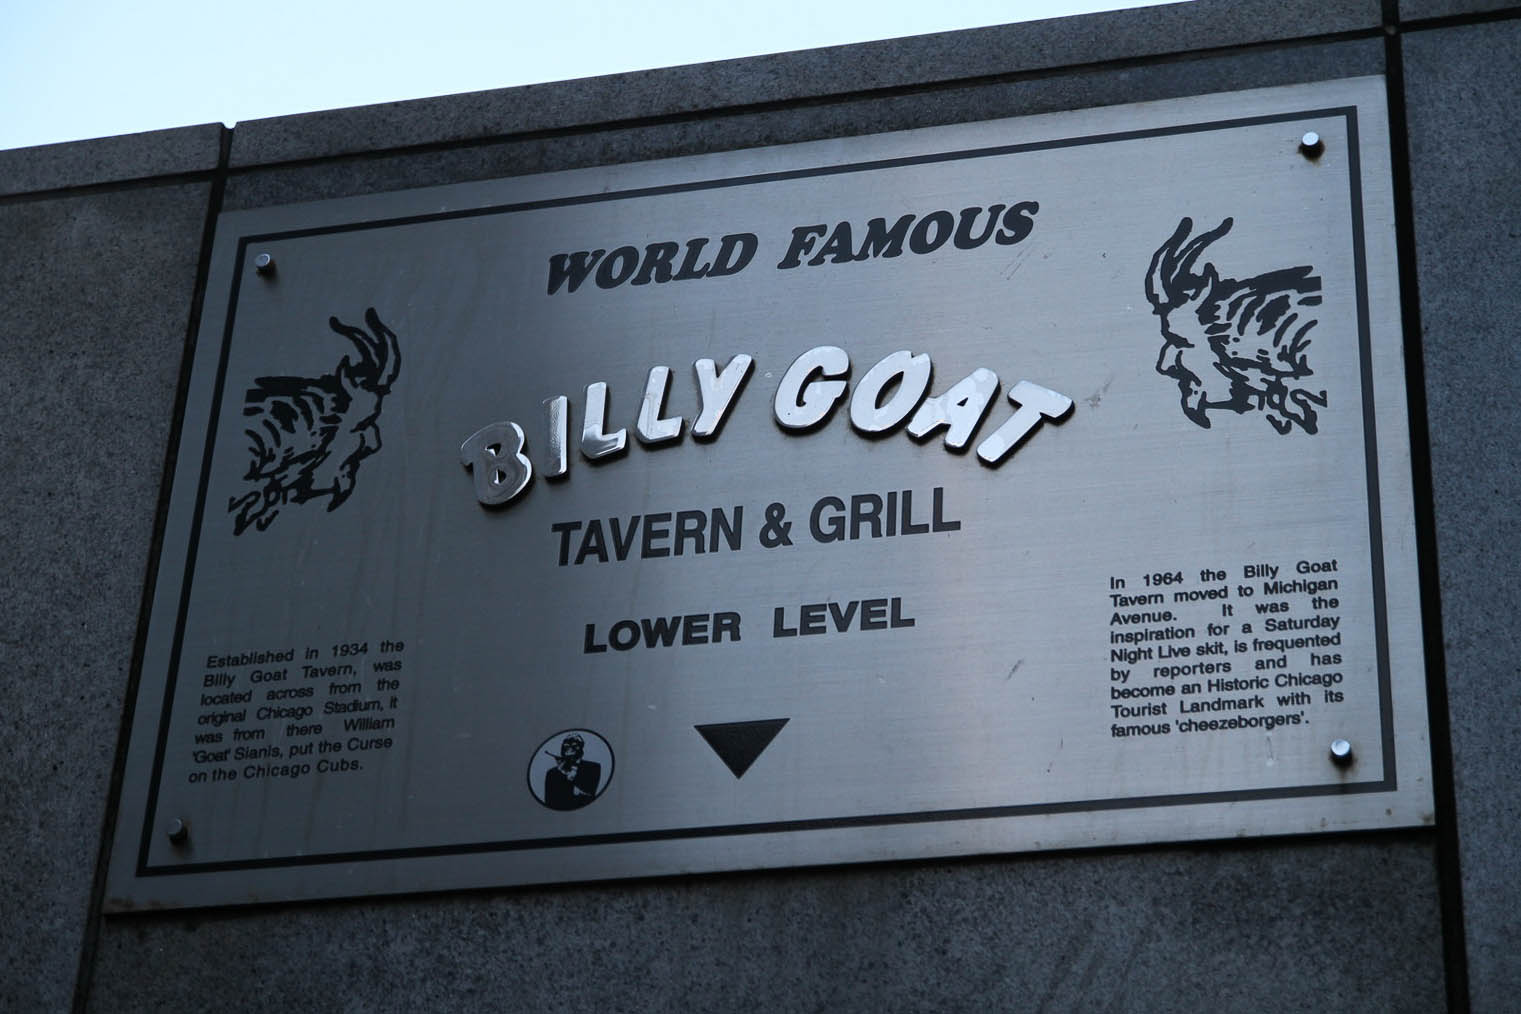 WORLD FAMOUS
BILLY GOAT
TAVERN & GRILL
LOWER LEVEL
Established in 1934 the
Billy Goat Tavern, was
located across from the
original Chicago Stadium, it
was from there William
'Goat' Sianis, put the Curse
on the Chicago Cubs.
In 1964 the Billy Goat
Tavern moved to Michigan
Avenue. It was the
inspiration for a Saturday
Night Live skit, is frequented
by reporters and has
become an Historic Chicago
Tourist Landmark with its
famous 'cheezeborgers'.